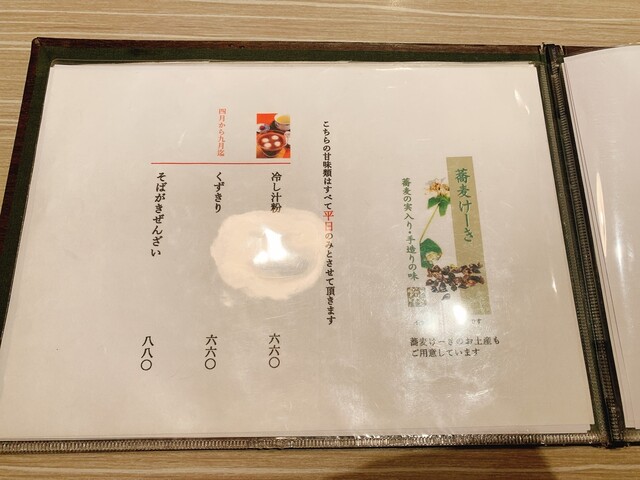 蕎麦けーき
蕎麦の実入り・手造りの味
蕎麦けーきのお土産も
ご用意しています
こちらの甘味類はすべて平日のみとさせて頂きます
冷し汁粉 六六〇
四月から九月迄
くずきり 六六〇
そばがきぜんざい 八八〇